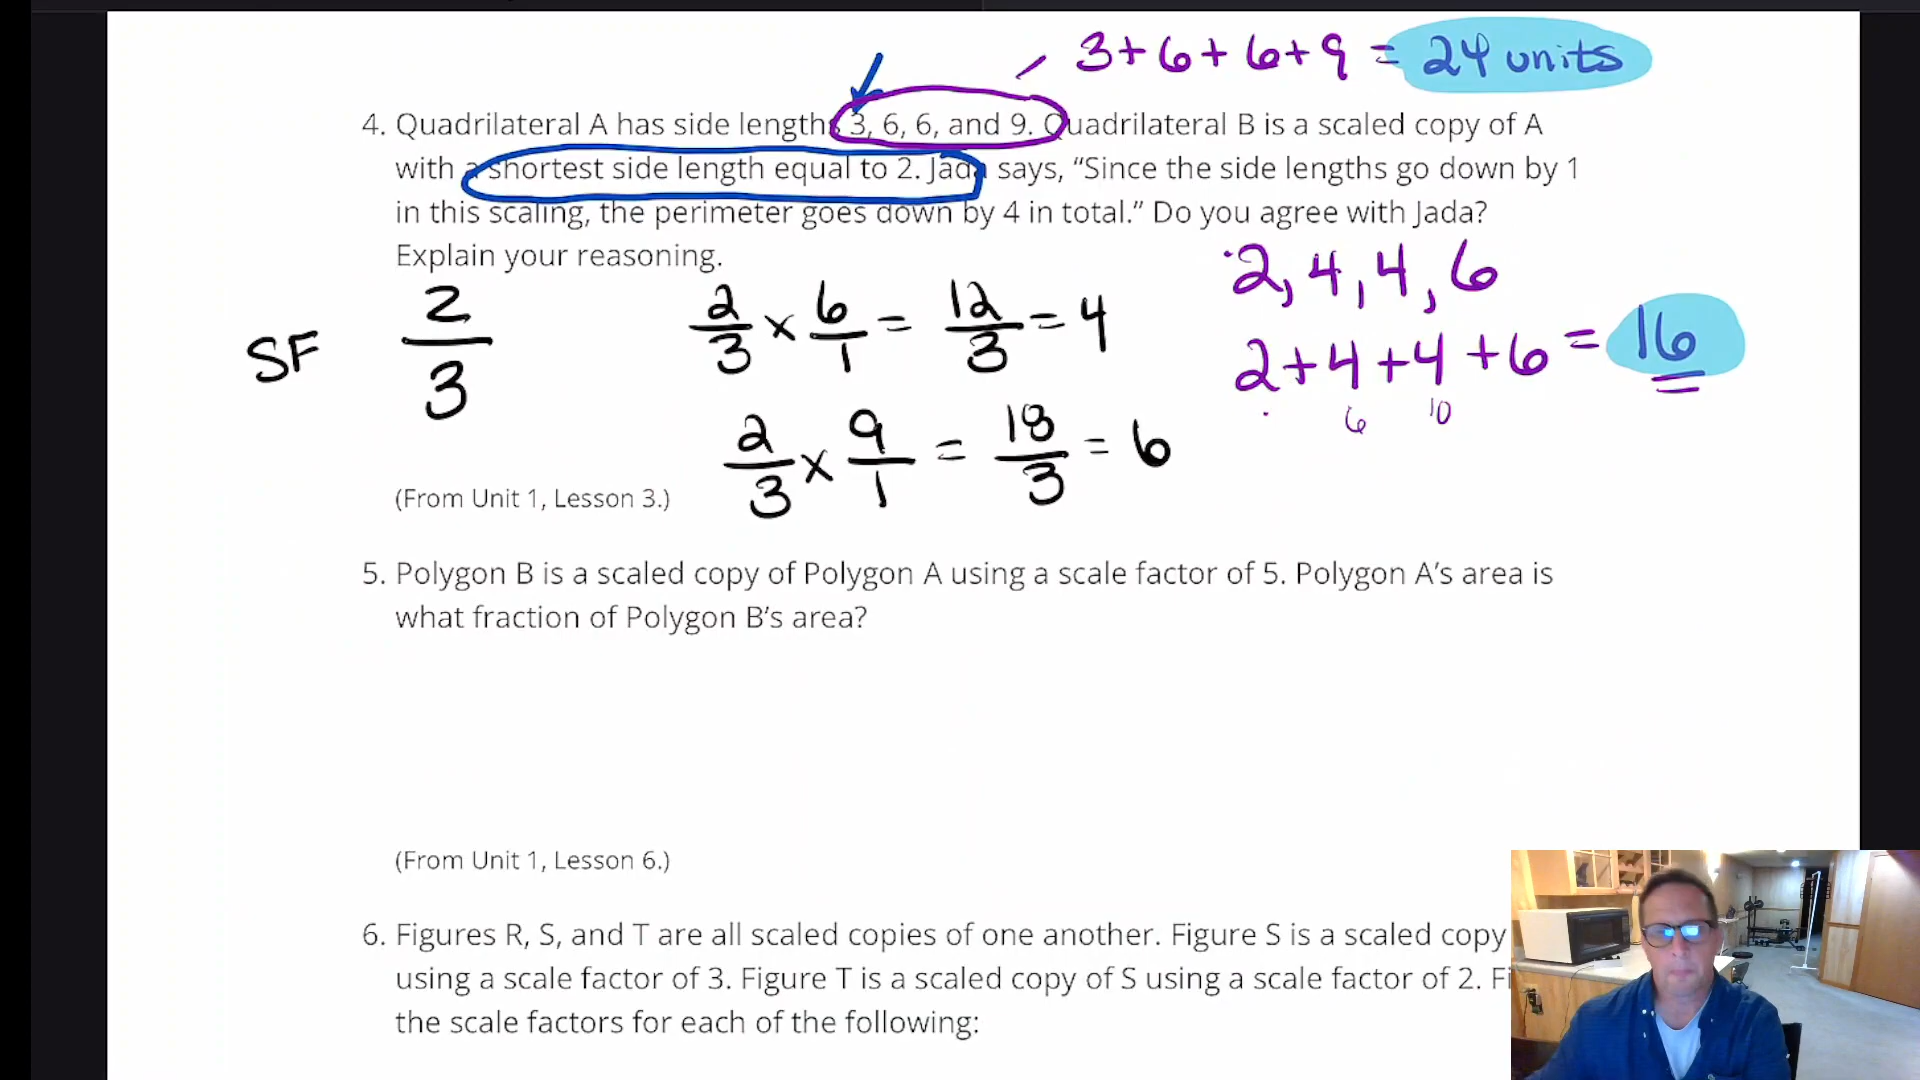 3+6+6+9 = 24 units
4. Quadrilateral A has side lengths 3, 6, 6, and 9. Quadrilateral B is a scaled copy of A
with a shortest side length equal to 2. Jada says, “Since the side lengths go down by 1
in this scaling, the perimeter goes down by 4 in total.” Do you agree with Jada?
Explain your reasoning.
2, 4, 4, 6
SF 2/3
2/3 × 6/1 = 12/3 = 4
2+4+4+6 = 16
6 10
2/3 × 9/1 = 18/3 = 6
(From Unit 1, Lesson 3.)
5. Polygon B is a scaled copy of Polygon A using a scale factor of 5. Polygon A’s area is
what fraction of Polygon B’s area?
(From Unit 1, Lesson 6.)
6. Figures R, S, and T are all scaled copies of one another. Figure S is a scaled copy
using a scale factor of 3. Figure T is a scaled copy of S using a scale factor of 2. Fi
the scale factors for each of the following: